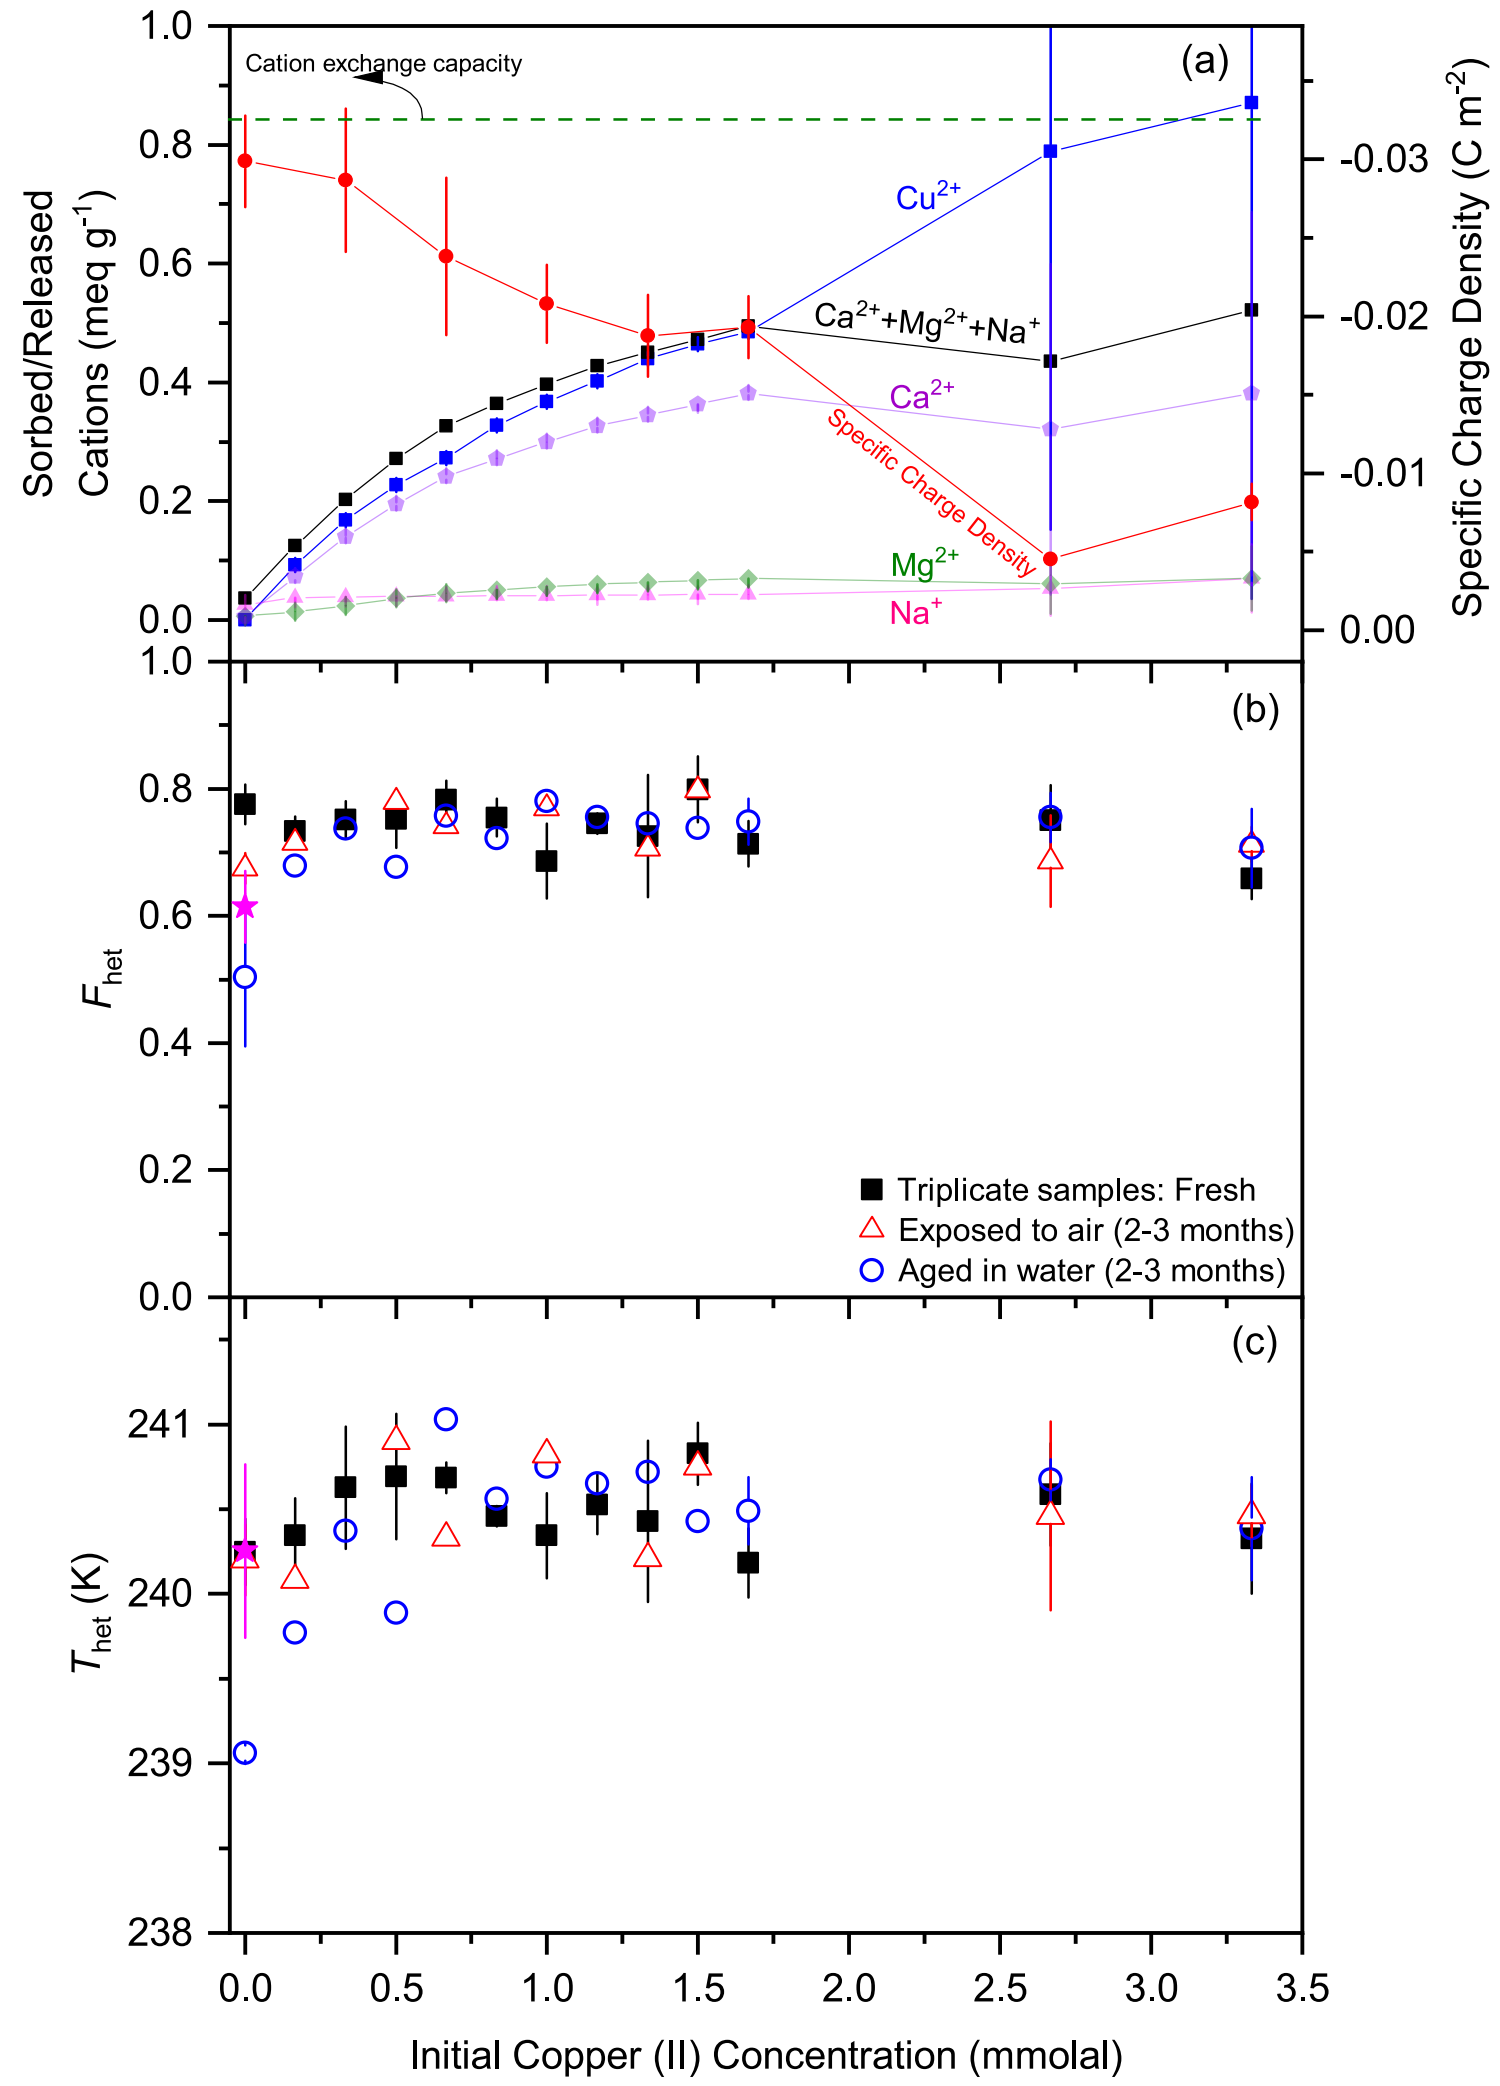 1.0
0.8
0.6
0.4
0.2
0.0
Sorbed/Released
Cations (meq g-1)
Cation exchange capacity
(a)
Cu2+
Ca2++Mg2++Na+
Ca2+
Specific Charge Density
Mg2+
Na+
-0.03
-0.02
-0.01
0.00
Specific Charge Density (C m-2)
1.0
0.8
0.6
0.4
0.2
0.0
Fhet
(b)
Triplicate samples: Fresh
Exposed to air (2-3 months)
Aged in water (2-3 months)
241
240
239
238
Thet (K)
(c)
0.0 0.5 1.0 1.5 2.0 2.5 3.0 3.5
Initial Copper (II) Concentration (mmolal)